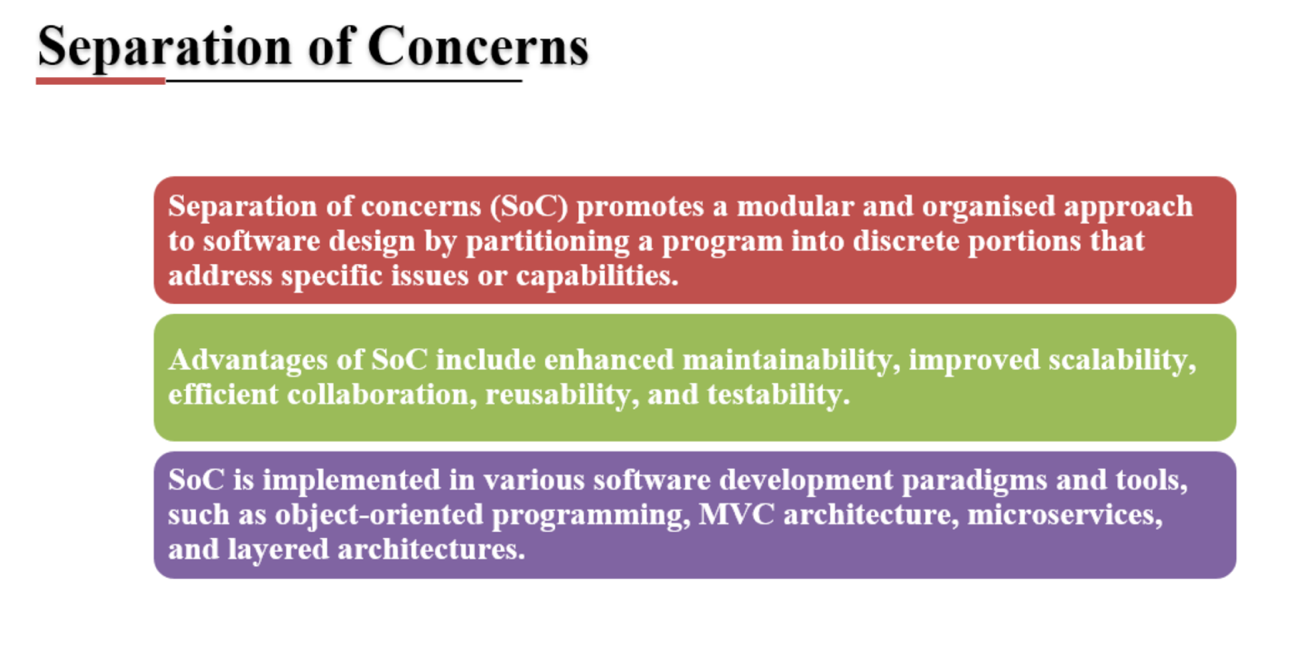 Separation of Concerns
Separation of concerns (SoC) promotes a modular and organised approach
to software design by partitioning a program into discrete portions that
address specific issues or capabilities.
Advantages of SoC include enhanced maintainability, improved scalability,
efficient collaboration, reusability, and testability.
SoC is implemented in various software development paradigms and tools,
such as object-oriented programming, MVC architecture, microservices,
and layered architectures.